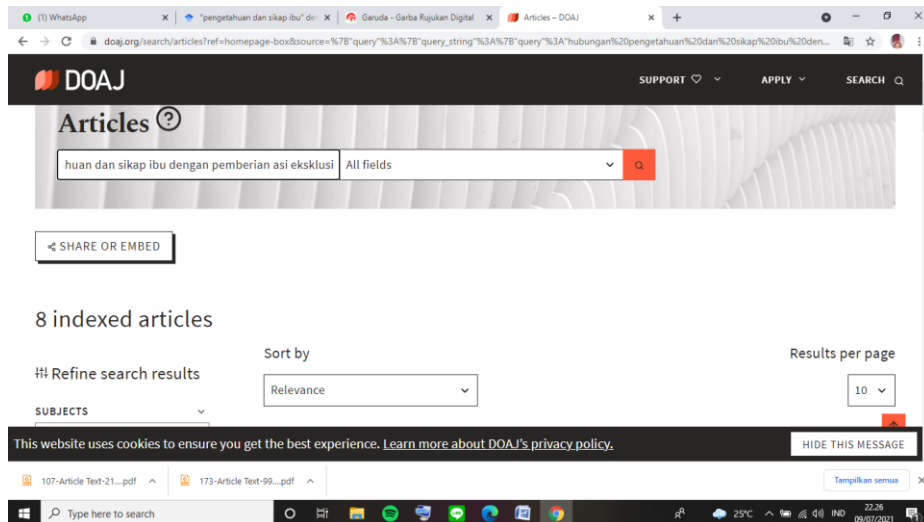 (1) WhatsApp
"pengetahuan dan sikap ibu" der
Garuda - Garba Rujukan Digital
Articles – DOAJ
doaj.org/search/articles?ref=homepage-box&source=%7B"query"%3A%7B"query_string"%3A%7B"query"%3A"hubungan%20pengetahuan%20dan%20sikap%20ibu%20den...
DOAJ
SUPPORT
APPLY
SEARCH
Articles ?
huan dan sikap ibu dengan pemberian asi eksklusi
All fields
SHARE OR EMBED
8 indexed articles
Sort by
Results per page
Refine search results
Relevance
10
SUBJECTS
This website uses cookies to ensure you get the best experience. Learn more about DOAJ's privacy policy.
HIDE THIS MESSAGE
107-Article Text-21....pdf
173-Article Text-99....pdf
Tampilkan semua
Type here to search
25°C
IND
22.26
09/07/2021